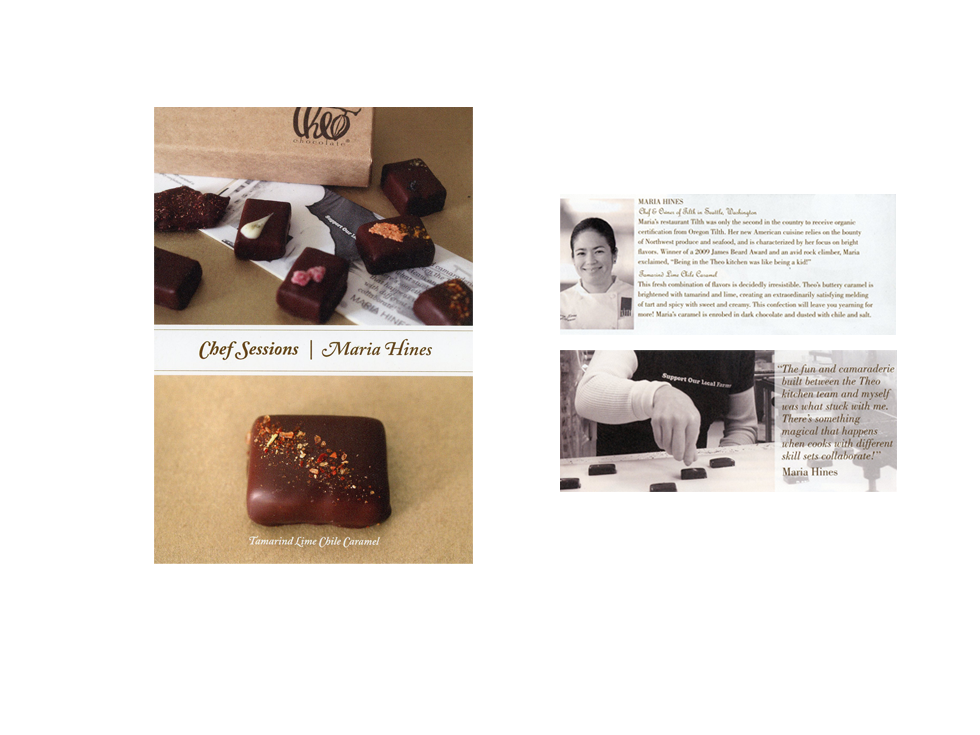 theo
chocolate
Support Our Local
MARIA HINES
Chef Sessions | Maria Hines
Tamarind Lime Chile Caramel
MARIA HINES
Chef & Owner of Tilth in Seattle, Washington
Maria's restaurant Tilth was only the second in the country to receive organic
certification from Oregon Tilth. Her new American cuisine relies on the bounty
of Northwest produce and seafood, and is characterized by her focus on bright
flavors. Winner of a 2009 James Beard Award and an avid rock climber, Maria
exclaimed, "Being in the Theo kitchen was like being a kid!"
Tamarind Lime Chile Caramel
This fresh combination of flavors is decidedly irresistible. Theo's buttery caramel is
brightened with tamarind and lime, creating an extraordinarily satisfying melding
of tart and spicy with sweet and creamy. This confection will leave you yearning for
more! Maria's caramel is enrobed in dark chocolate and dusted with chile and salt.
Support Our Local Farms
"The fun and camaraderie
built between the Theo
kitchen team and myself
was what stuck with me.
There's something
magical that happens
when cooks with different
skill sets collaborate!"
Maria Hines